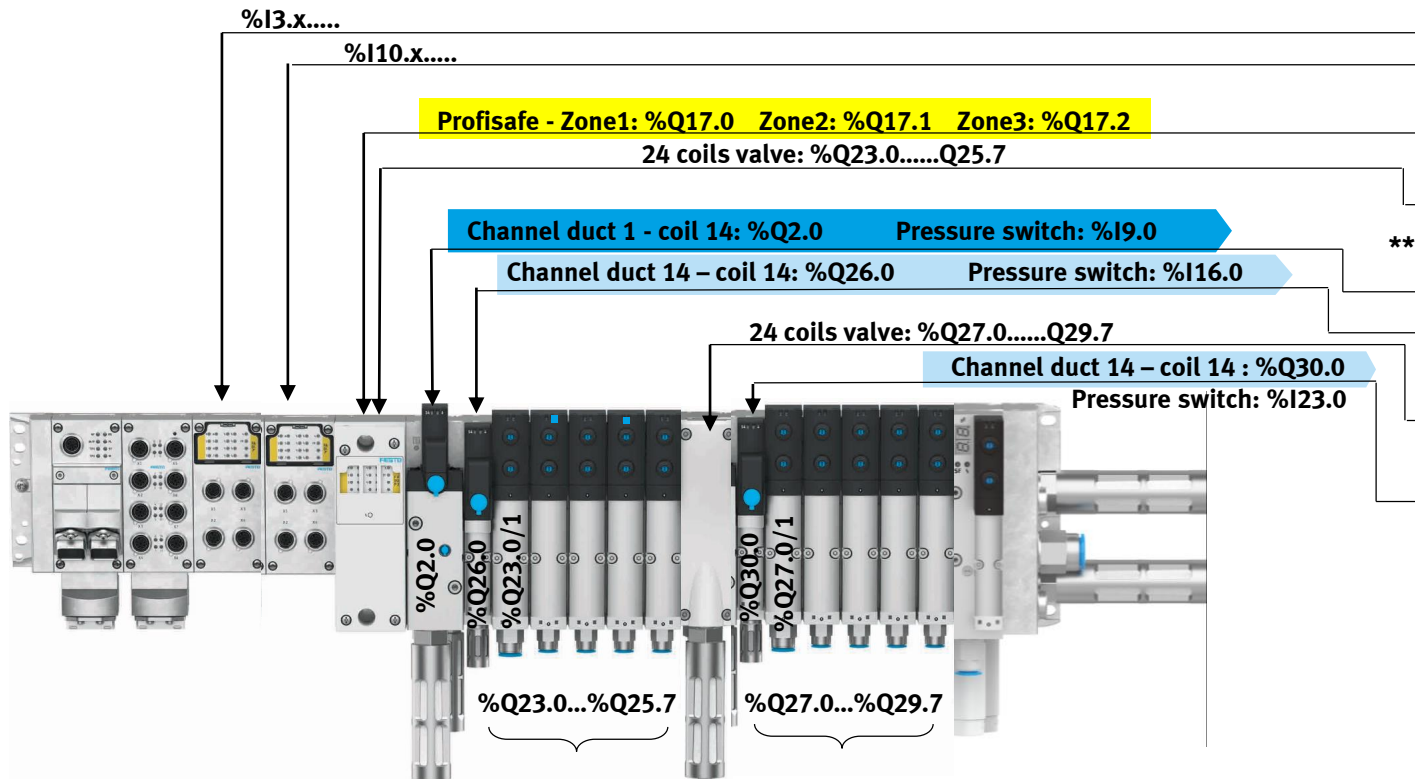 %I3.x.....
%I10.x.....
Profisafe - Zone1: %Q17.0 Zone2: %Q17.1 Zone3: %Q17.2
24 coils valve: %Q23.0......Q25.7
Channel duct 1 - coil 14: %Q2.0 Pressure switch: %I9.0
**
Channel duct 14 – coil 14: %Q26.0 Pressure switch: %I16.0
24 coils valve: %Q27.0......Q29.7
Channel duct 14 – coil 14 : %Q30.0
Pressure switch: %I23.0
%Q2.0
%Q26.0
%Q23.0/1
%Q30.0
%Q27.0/1
%Q23.0...%Q25.7
%Q27.0...%Q29.7